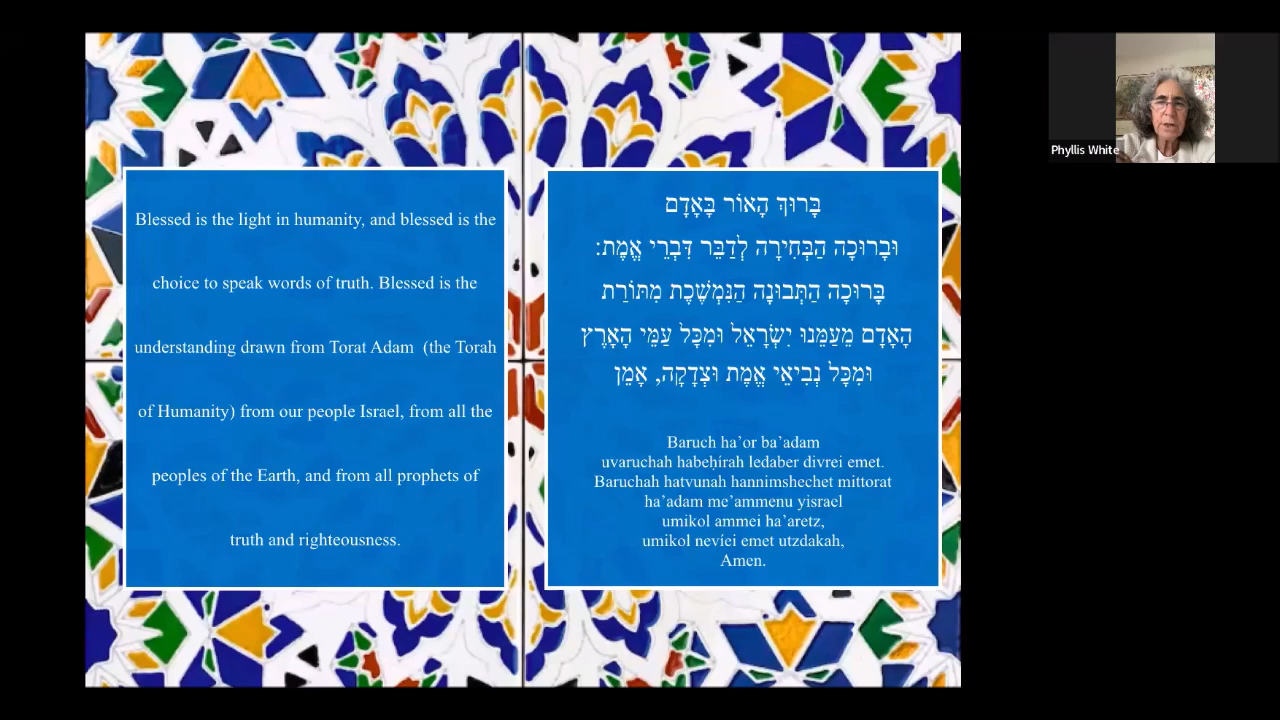 Blessed is the light in humanity, and blessed is the
choice to speak words of truth. Blessed is the
understanding drawn from Torat Adam (the Torah
of Humanity) from our people Israel, from all the
peoples of the Earth, and from all prophets of
truth and righteousness.
בָּרוּךְ הָאוֹר בָּאָדָם
וּבְרוּכָה הַבְּחִירָה לְדַבֵּר דִּבְרֵי אֱמֶת:
בְּרוּכָה הַתְּבוּנָה הַנִּמְשֶׁכֶת מִתּוֹרַת
הָאָדָם מֵעַמֵּנוּ יִשְׂרָאֵל וּמִכָּל עַמֵּי הָאָרֶץ
וּמִכָּל נְבִיאֵי אֱמֶת וּצְדָקָה, אָמֵן
Baruch ha’or ba’adam
uvaruchah habeḥírah ledaber divrei emet.
Baruchah hatvunah hannimshechet mittorat
ha’adam me’ammenu yisrael
umikol ammei ha’aretz,
umikol nevíei emet utzdakah,
Amen.
Phyllis White